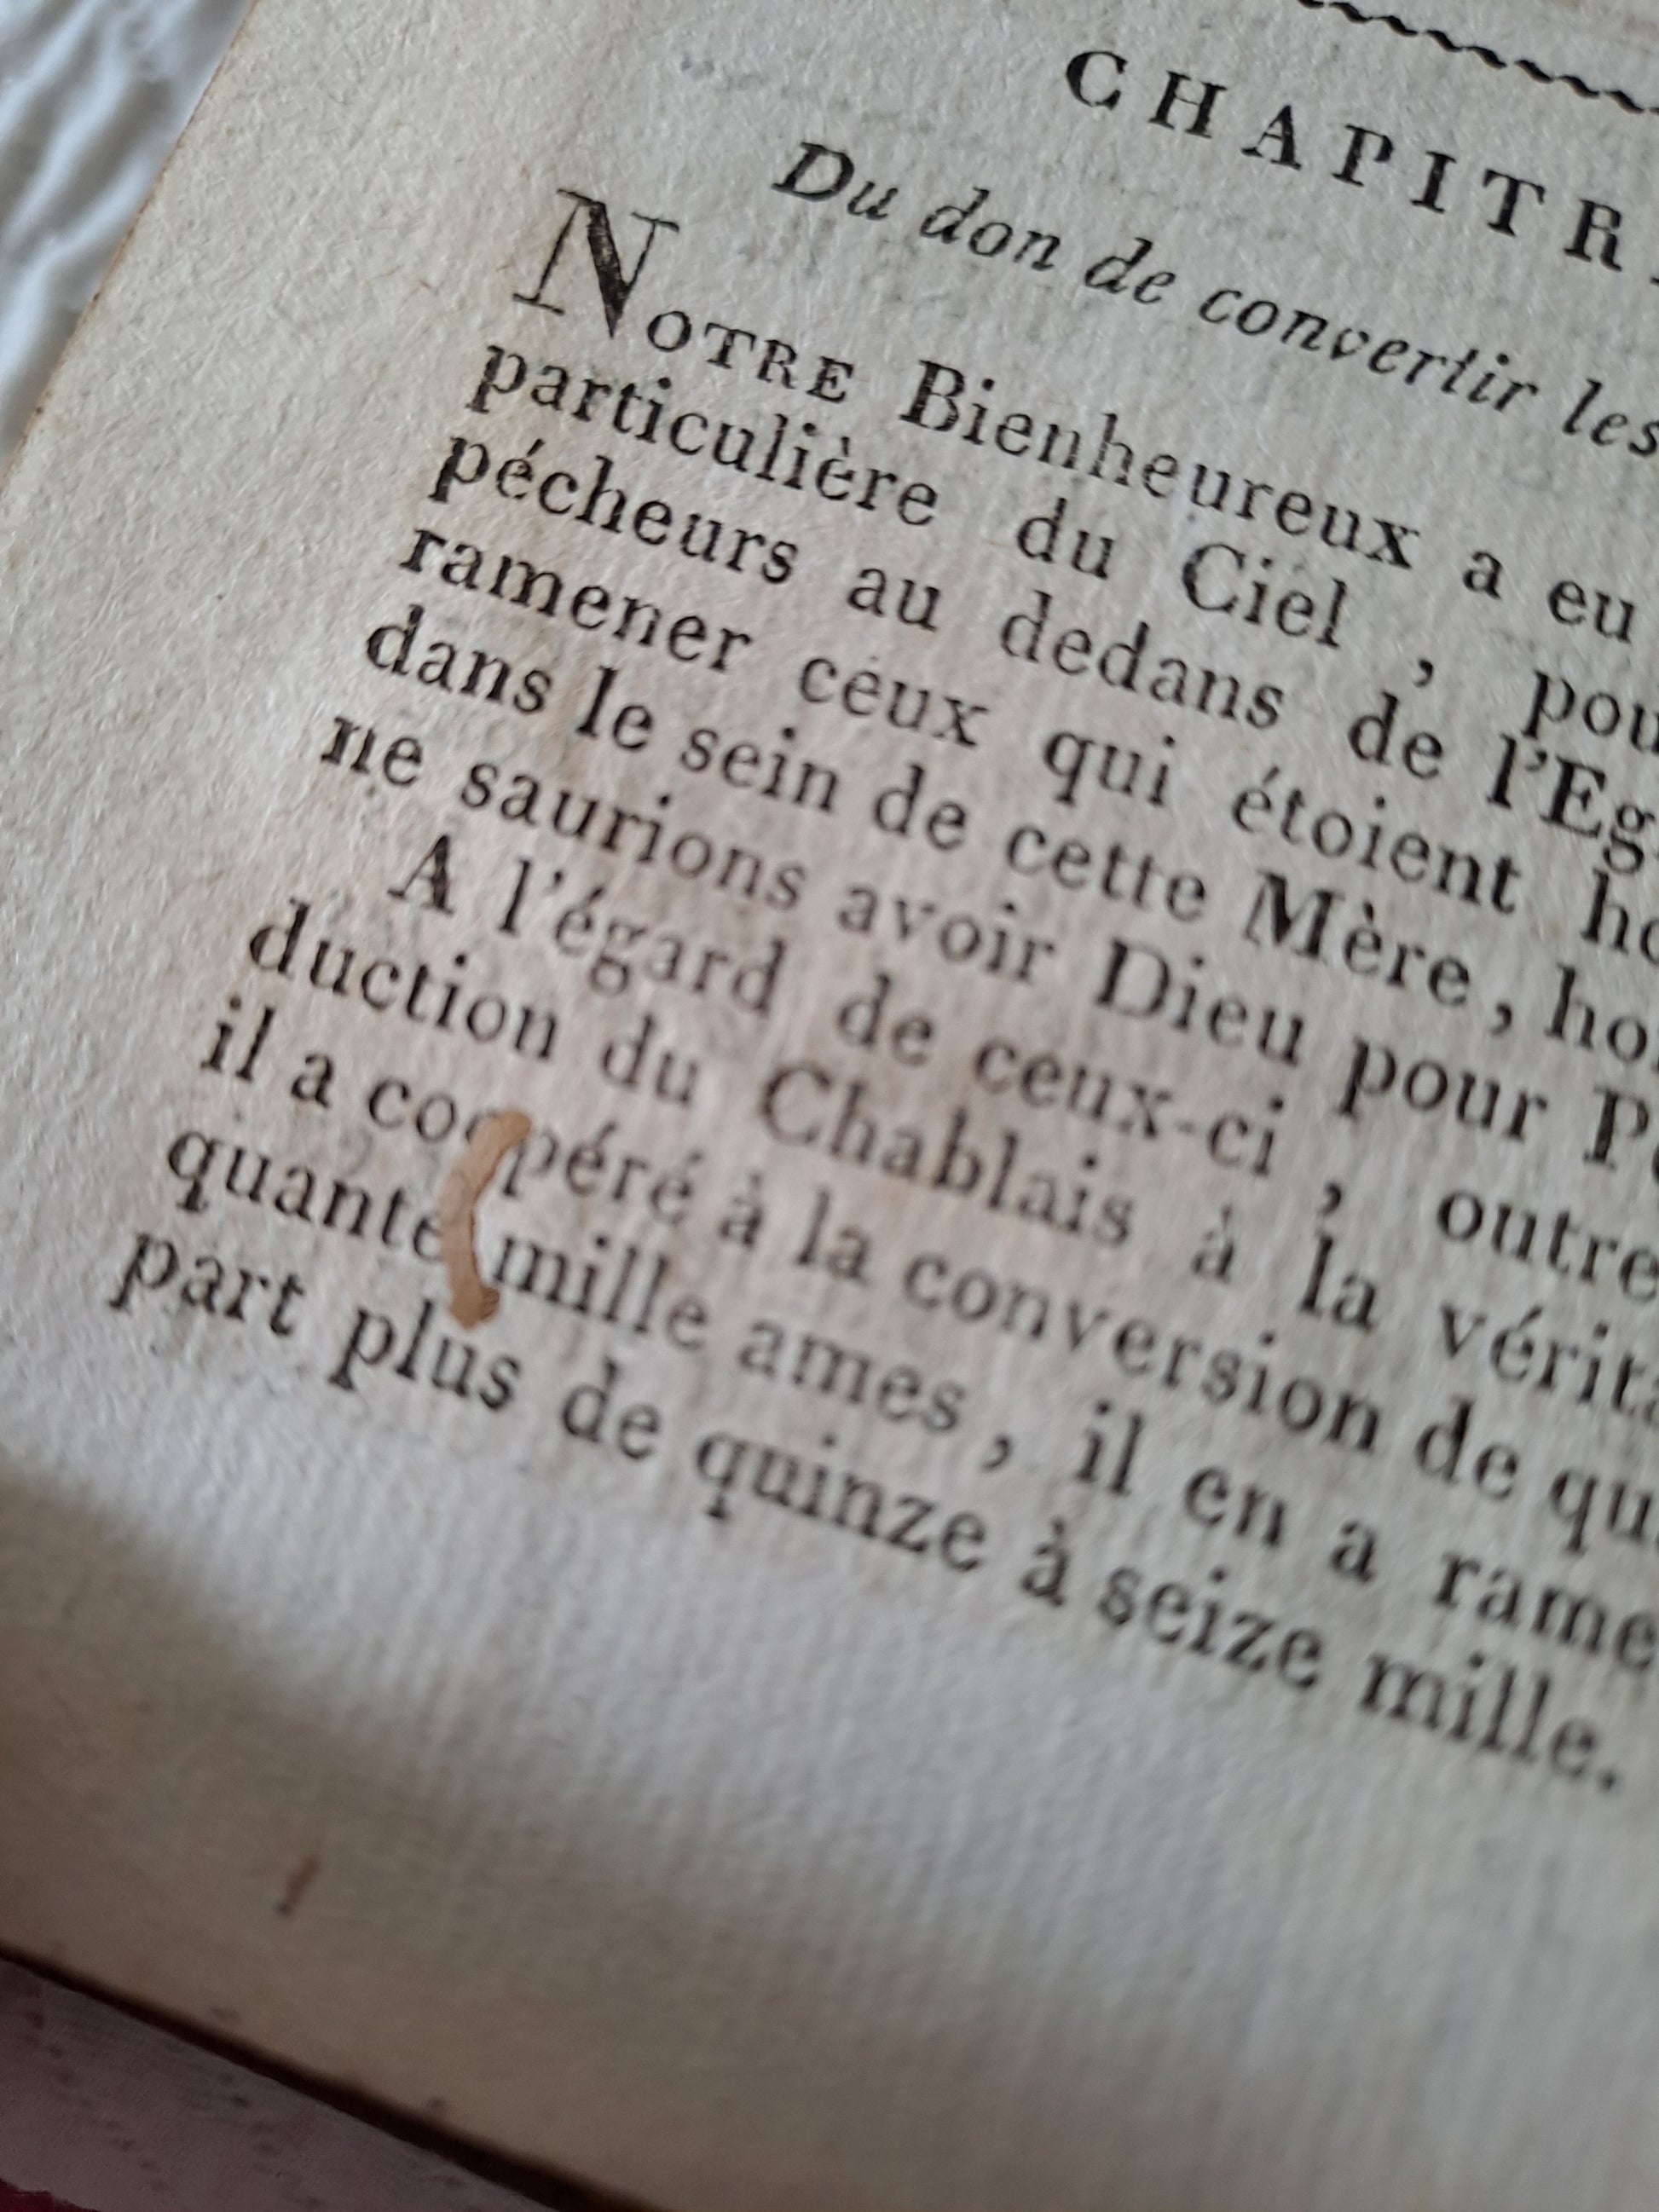 CHAPITR
Du don de convertir les
NOTRE Bienheureux a eu
particulière du Ciel , pou
pécheurs au dedans de l'Eg
ramener ceux qui étoient ho
dans le sein de cette Mère, ho
ne saurions avoir Dieu pour P
A l'égard de ceux-ci , outre
duction du Chablais à la vérit
il a coopéré à la conversion de qu
quante mille ames, il en a rame
part plus de quinze à seize mille.